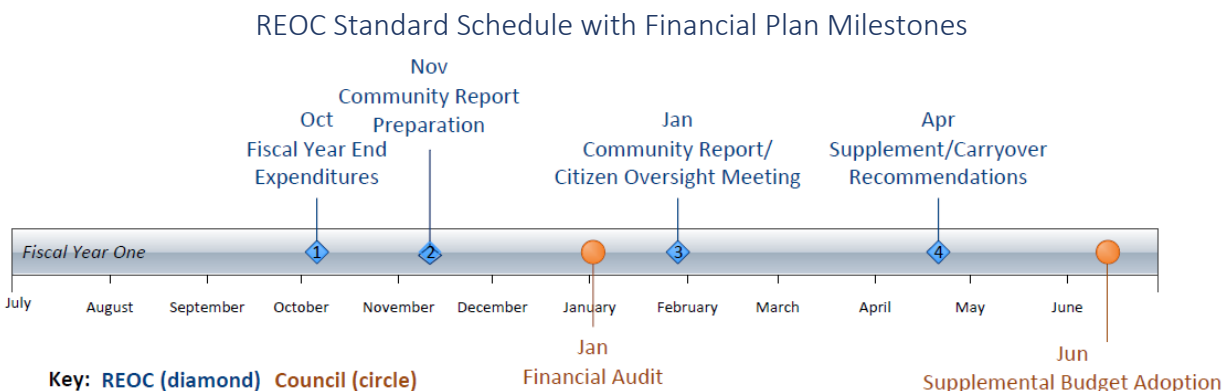 REOC Standard Schedule with Financial Plan Milestones
Nov
Community Report
Preparation
Oct
Fiscal Year End
Expenditures
Jan
Community Report/
Citizen Oversight Meeting
Apr
Supplement/Carryover
Recommendations
Fiscal Year One
1
2
3
4
July
August
September
October
November
December
January
February
March
April
May
June
Jan
Financial Audit
Jun
Supplemental Budget Adoption
Key: REOC (diamond) Council (circle)